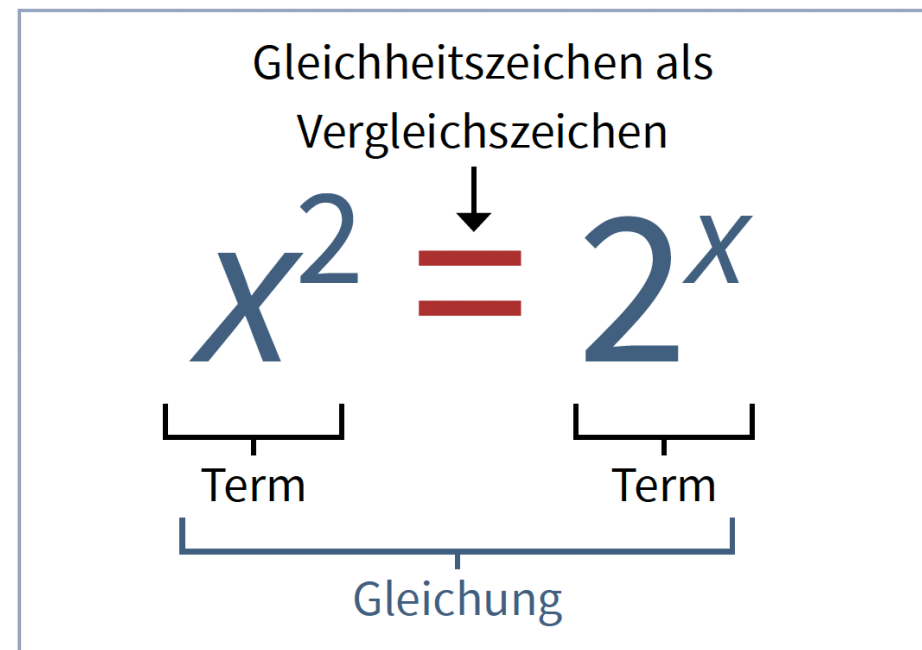 Gleichheitszeichen als
Vergleichszeichen
x² = 2ˣ
Term Term
Gleichung